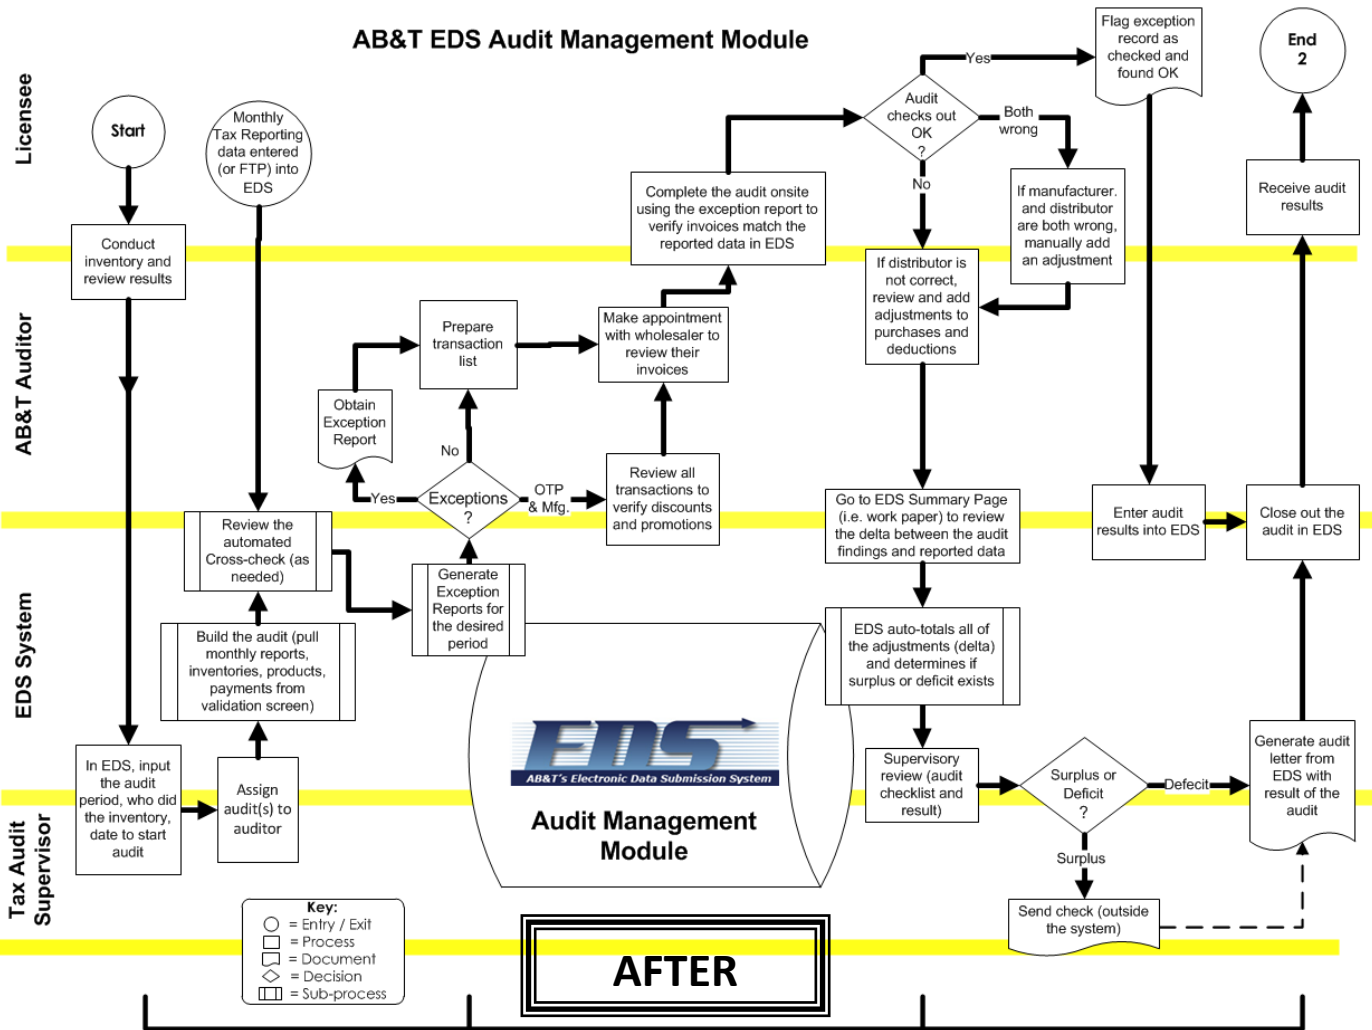 AB&T EDS Audit Management Module
Licensee
AB&T Auditor
EDS System
Tax Audit
Supervisor
Start
Monthly
Tax Reporting
data entered
(or FTP) into
EDS
Conduct
inventory and
review results
In EDS, input
the audit
period, who did
the inventory,
date to start
audit
Assign
audit(s) to
auditor
Build the audit (pull
monthly reports,
inventories, products,
payments from
validation screen)
Review the
automated
Cross-check (as
needed)
Generate
Exception
Reports for
the desired
period
Exceptions
?
Yes
No
OTP
& Mfg.
Obtain
Exception
Report
Prepare
transaction
list
Review all
transactions to
verify discounts
and promotions
Make appointment
with wholesaler to
review their
invoices
Complete the audit onsite
using the exception report to
verify invoices match the
reported data in EDS
Audit
checks out
OK
?
Yes
Both
wrong
No
Flag exception
record as
checked and
found OK
If manufacturer.
and distributor
are both wrong,
manually add
an adjustment
If distributor is
not correct,
review and add
adjustments to
purchases and
deductions
Go to EDS Summary Page
(i.e. work paper) to review
the delta between the audit
findings and reported data
EDS auto-totals all of
the adjustments (delta)
and determines if
surplus or deficit exists
Supervisory
review (audit
checklist and
result)
Surplus or
Deficit
?
Defecit
Surplus
Send check (outside
the system)
Generate audit
letter from
EDS with
result of the
audit
Enter audit
results into EDS
Close out the
audit in EDS
Receive audit
results
End
2
EDS
AB&T's Electronic Data Submission System
Audit Management
Module
Key:
= Entry / Exit
= Process
= Document
= Decision
= Sub-process
AFTER